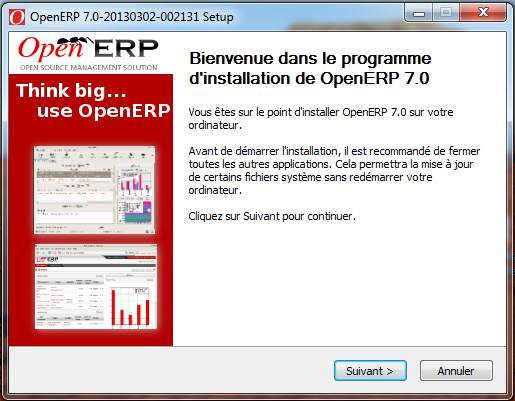 OpenERP 7.0-20130302-002131 Setup
Open ERP
OPEN SOURCE MANAGEMENT SOLUTION
Think big...
use OpenERP
Bienvenue dans le programme
d'installation de OpenERP 7.0
Vous êtes sur le point d'installer OpenERP 7.0 sur votre
ordinateur.
Avant de démarrer l'installation, il est recommandé de fermer
toutes les autres applications. Cela permettra la mise à jour
de certains fichiers système sans redémarrer votre
ordinateur.
Cliquez sur Suivant pour continuer.
Suivant >
Annuler